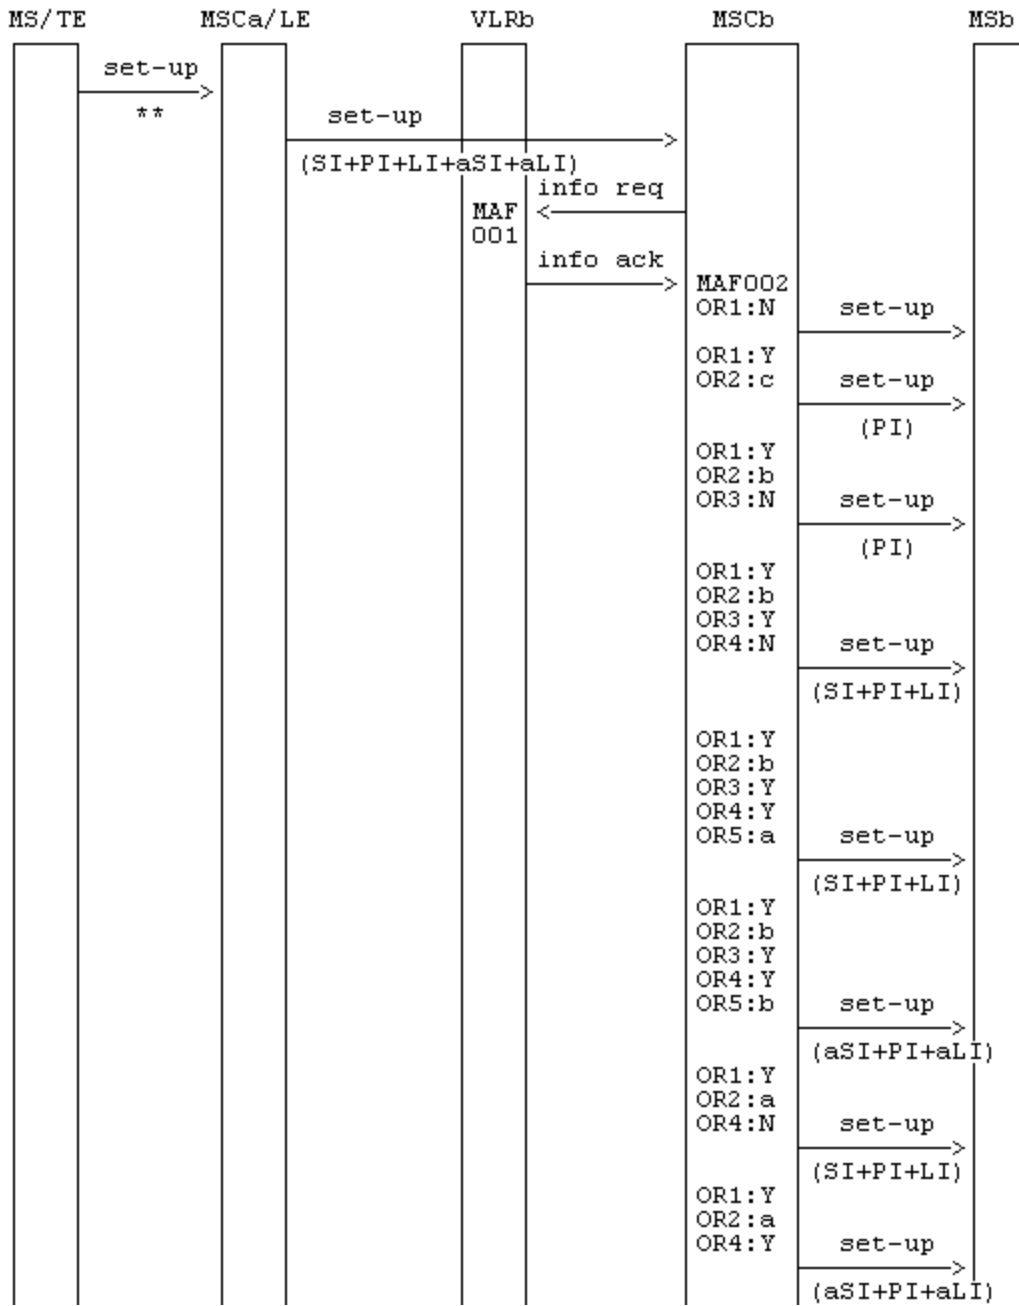 MS/TE MSCa/LE VLRb MSCb MSb
set-up
**
set-up
(SI+PI+LI+aSI+aLI)
info req
MAF
001
info ack
MAF002
OR1:N set-up
OR1:Y
OR2:c set-up
(PI)
OR1:Y
OR2:b
OR3:N set-up
(PI)
OR1:Y
OR2:b
OR3:Y
OR4:N set-up
(SI+PI+LI)
OR1:Y
OR2:b
OR3:Y
OR4:Y
OR5:a set-up
(SI+PI+LI)
OR1:Y
OR2:b
OR3:Y
OR4:Y
OR5:b set-up
(aSI+PI+aLI)
OR1:Y
OR2:a
OR4:N set-up
(SI+PI+LI)
OR1:Y
OR2:a
OR4:Y set-up
(aSI+PI+aLI)